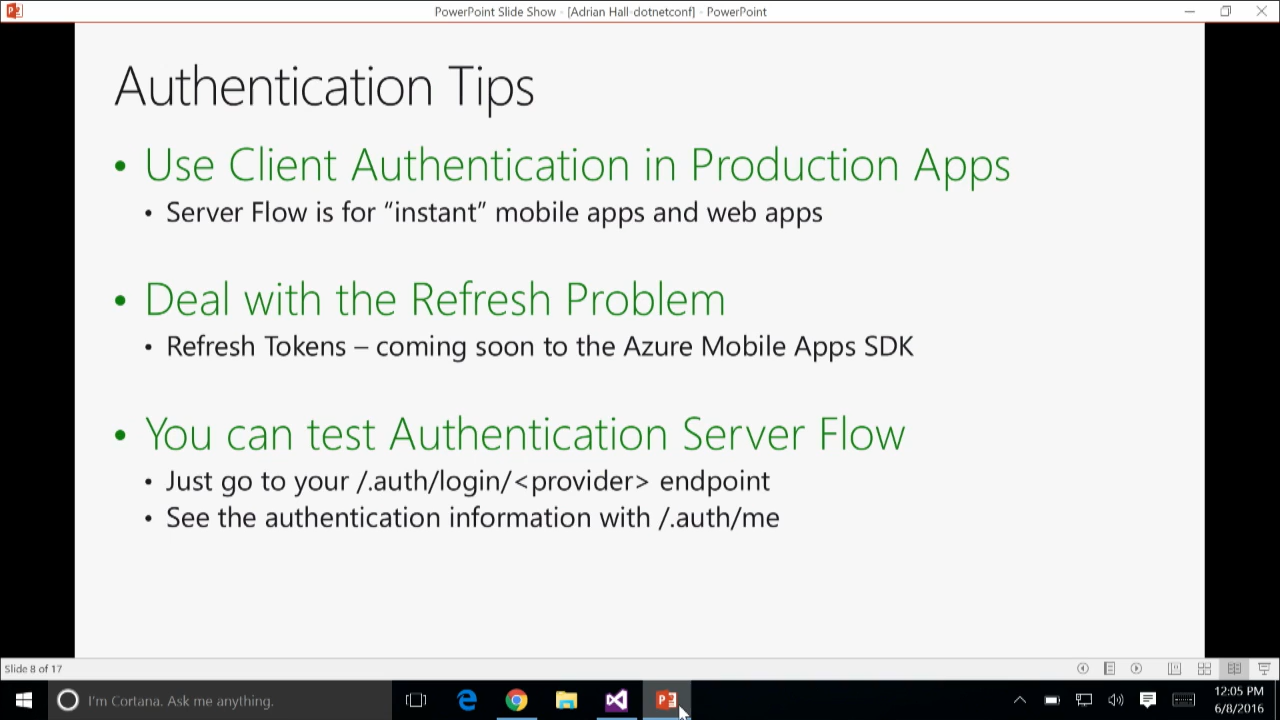 PowerPoint Slide Show - [Adrian Hall-dotnetconf] - PowerPoint
Authentication Tips
• Use Client Authentication in Production Apps
• Server Flow is for “instant” mobile apps and web apps
• Deal with the Refresh Problem
• Refresh Tokens – coming soon to the Azure Mobile Apps SDK
• You can test Authentication Server Flow
• Just go to your /.auth/login/<provider> endpoint
• See the authentication information with /.auth/me
Slide 8 of 17
I'm Cortana. Ask me anything.
12:05 PM
6/8/2016